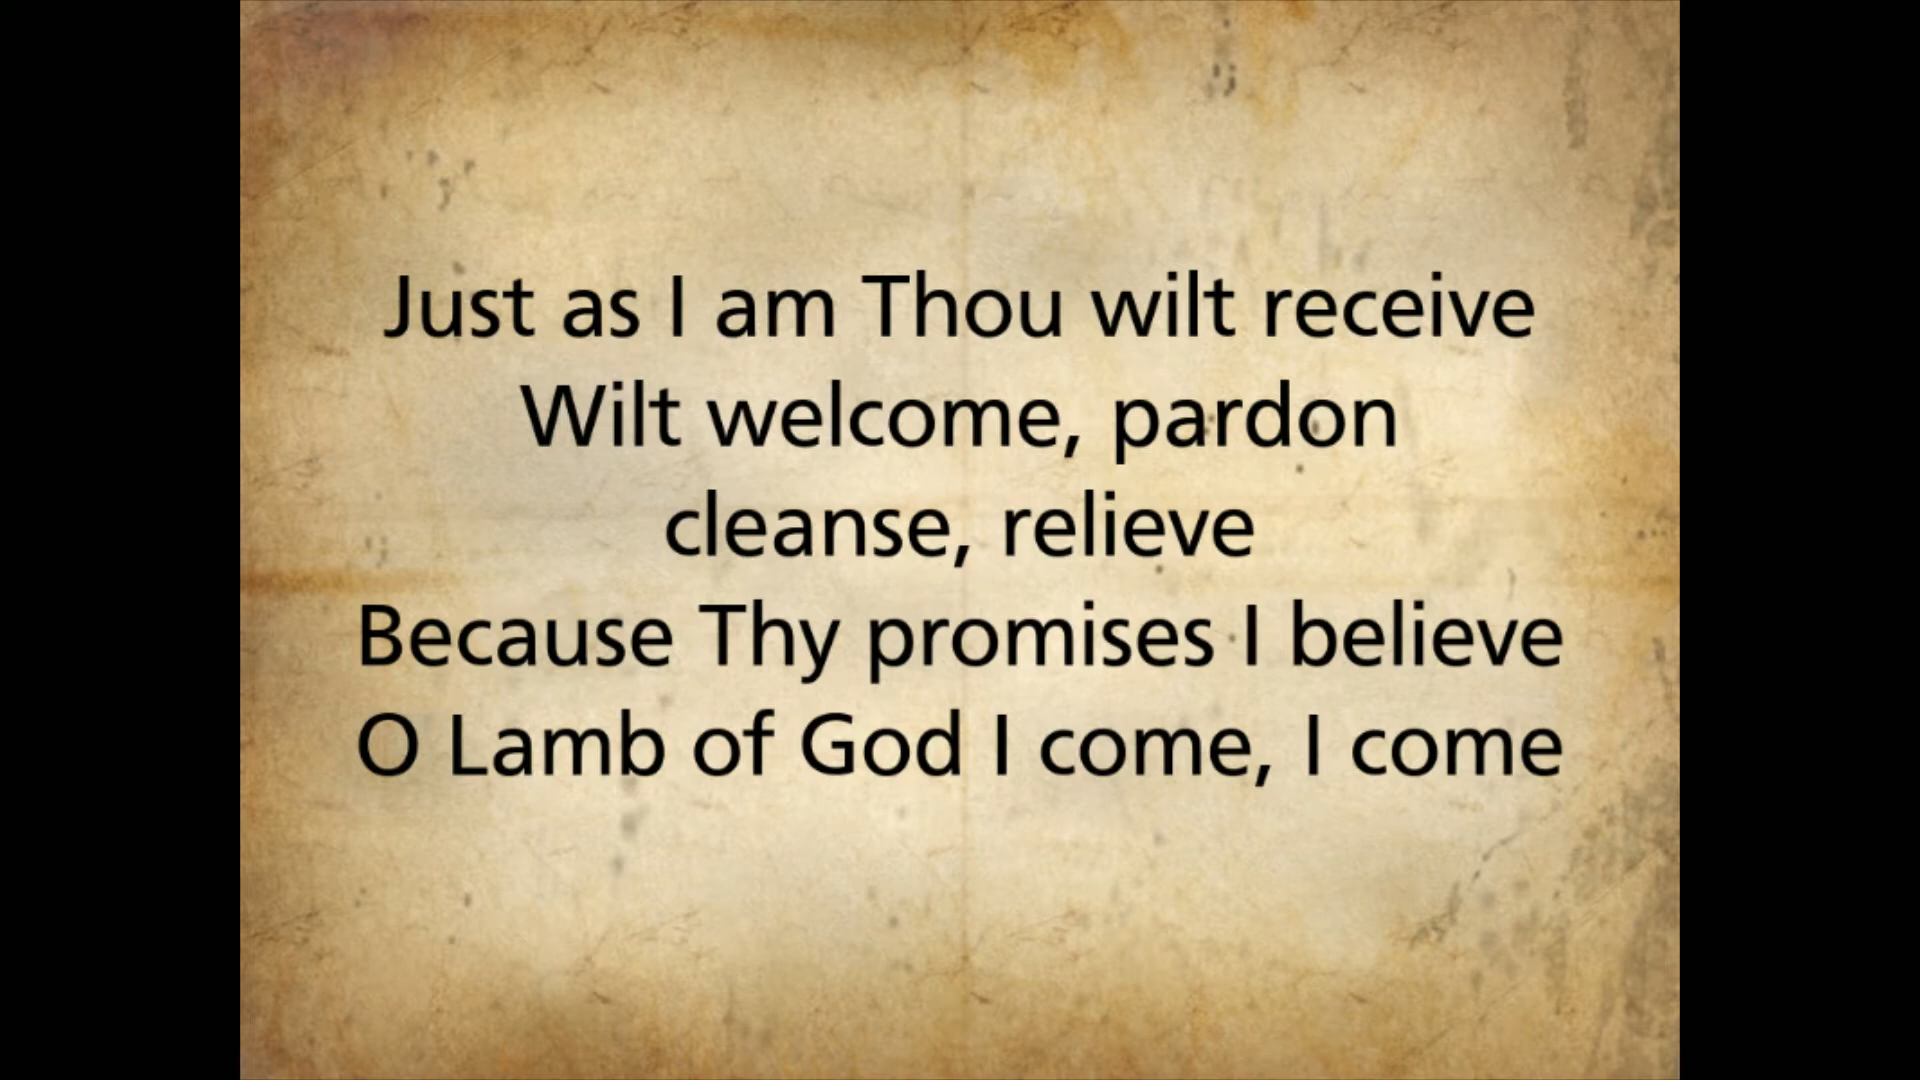 Just as I am Thou wilt receive
Wilt welcome, pardon
cleanse, relieve
Because Thy promises I believe
O Lamb of God I come, I come